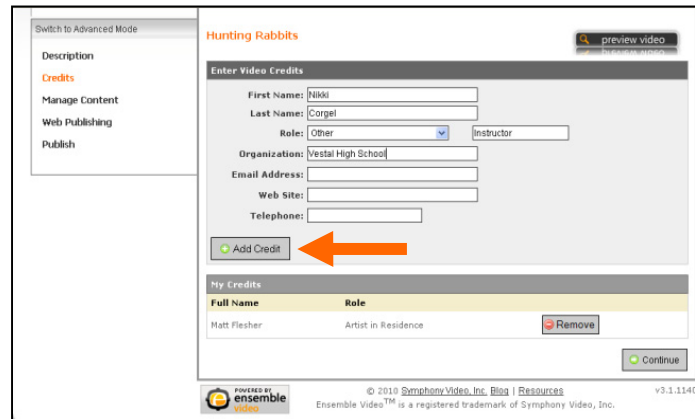 Switch to Advanced Mode
Description
Credits
Manage Content
Web Publishing
Publish
Hunting Rabbits
preview video
Enter Video Credits
First Name: Nikki
Last Name: Corgel
Role: Other Instructor
Organization: Vestal High School
Email Address:
Web Site:
Telephone:
Add Credit
My Credits
Full Name Role
Matt Flesher Artist in Residence Remove
Continue
POWERED BY
ensemble
video
© 2010 Symphony Video, Inc. Blog | Resources v3.1.1140
Ensemble Video™ is a registered trademark of Symphony Video, Inc.